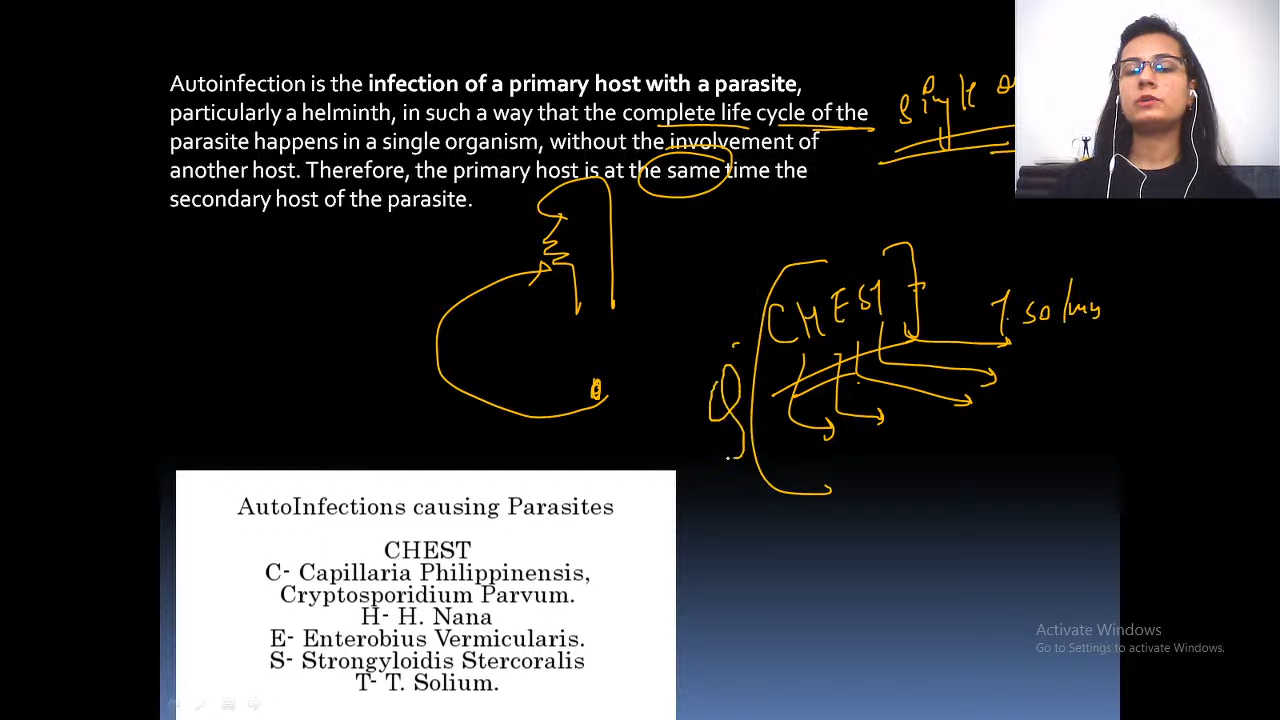 Autoinfection is the infection of a primary host with a parasite,
particularly a helminth, in such a way that the complete life cycle of the
parasite happens in a single organism, without the involvement of
another host. Therefore, the primary host is at the same time the
secondary host of the parasite.
CHEST
AutoInfections causing Parasites
CHEST
C- Capillaria Philippinensis,
Cryptosporidium Parvum.
H- H. Nana
E- Enterobius Vermicularis.
S- Strongyloidis Stercoralis
T- T. Solium.
Activate Windows
Go to Settings to activate Windows.